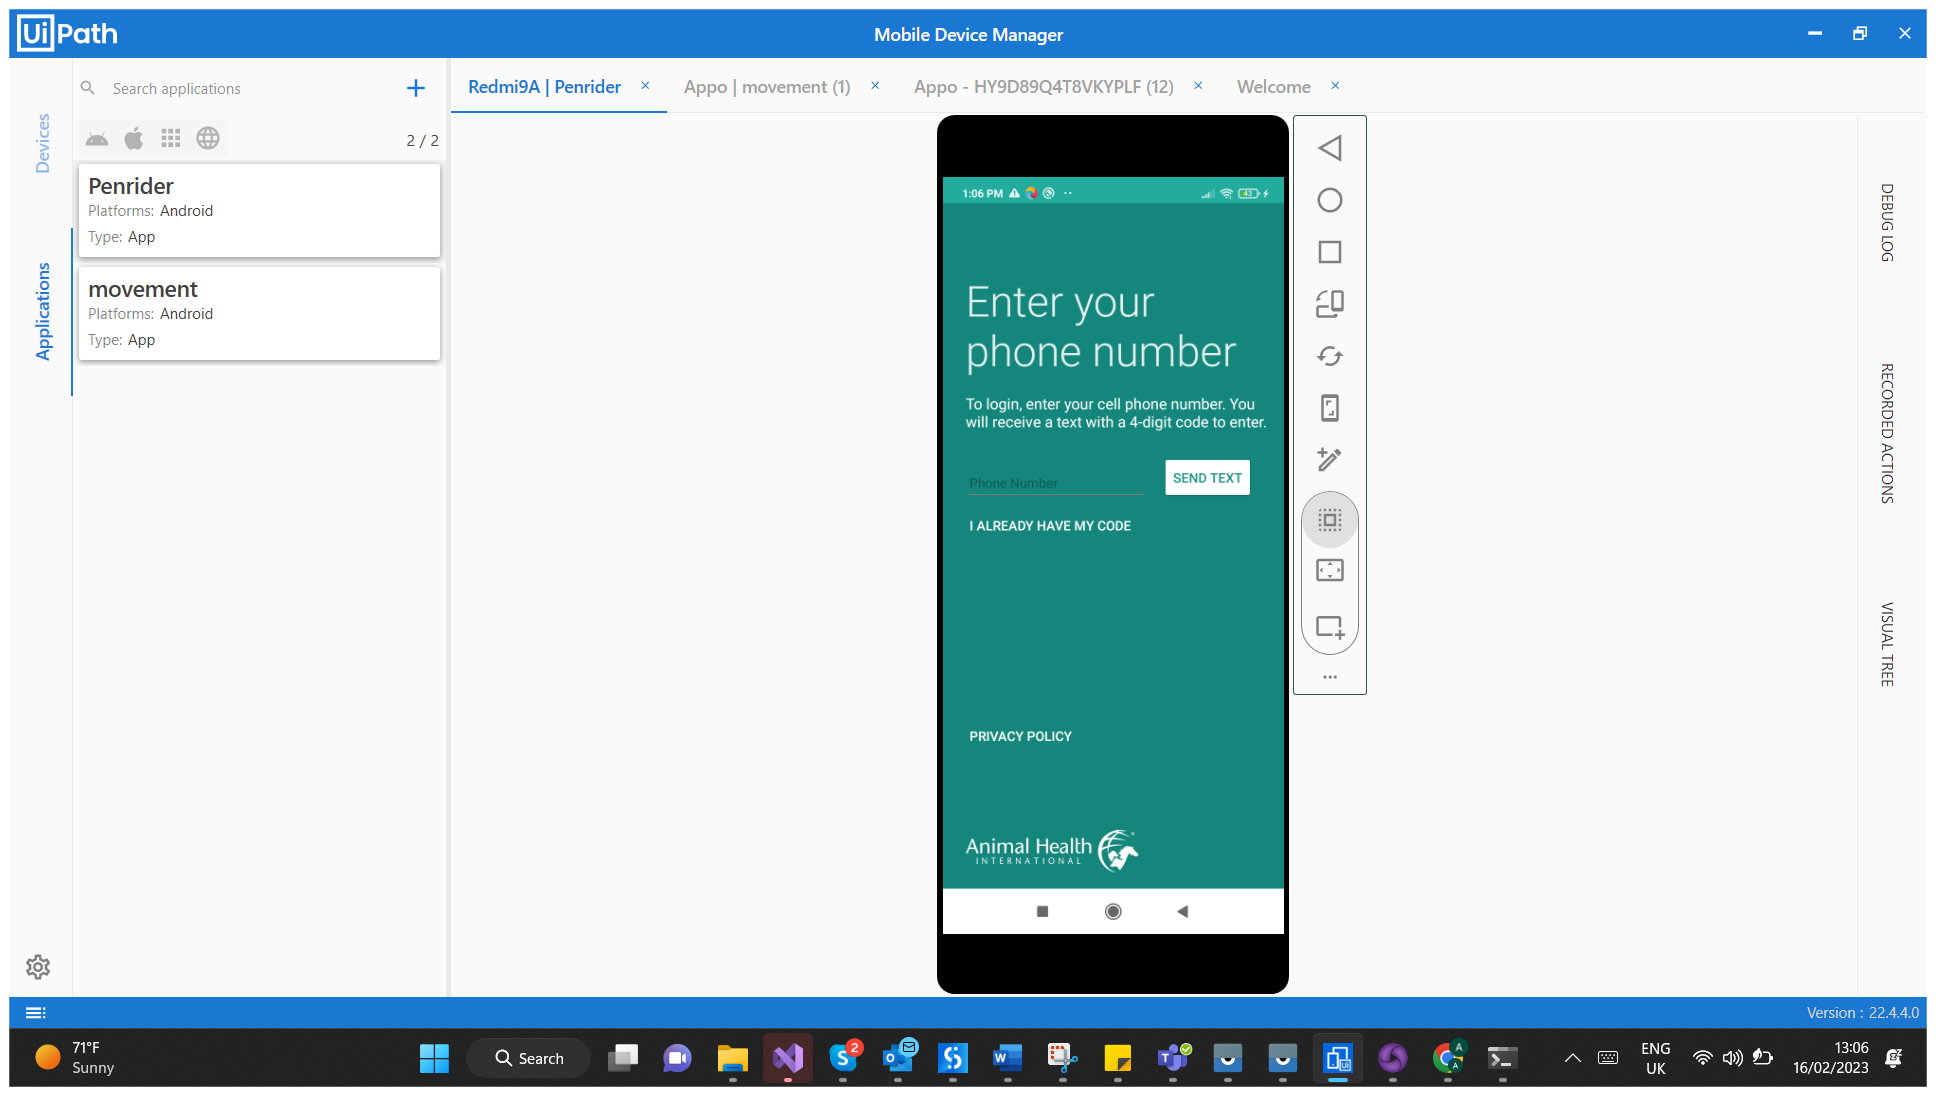 UiPath
Mobile Device Manager
Devices
Applications
Search applications
2 / 2
Penrider
Platforms: Android
Type: App
movement
Platforms: Android
Type: App
Redmi9A | Penrider
Appo | movement (1)
Appo - HY9D89Q4T8VKYPLF (12)
Welcome
1:06 PM
43
Enter your
phone number
To login, enter your cell phone number. You
will receive a text with a 4-digit code to enter.
Phone Number
SEND TEXT
I ALREADY HAVE MY CODE
PRIVACY POLICY
Animal Health
INTERNATIONAL
DEBUG LOG
RECORDED ACTIONS
VISUAL TREE
Version : 22.4.4.0
71°F
Sunny
Search
2
ENG
UK
13:06
16/02/2023